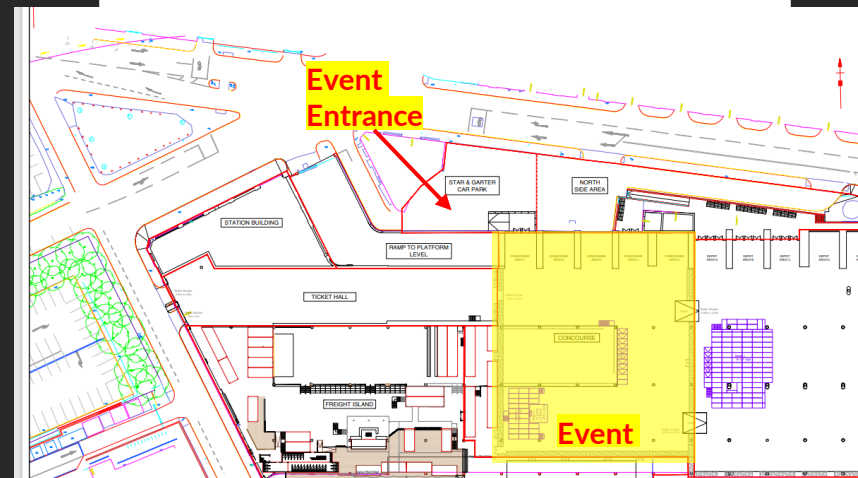 Event
Entrance
STAR & GARTER
CAR PARK
NORTH
SIDE AREA
STATION BUILDING
RAMP TO PLATFORM
LEVEL
TICKET HALL
CONCOURSE
FREIGHT ISLAND
Event